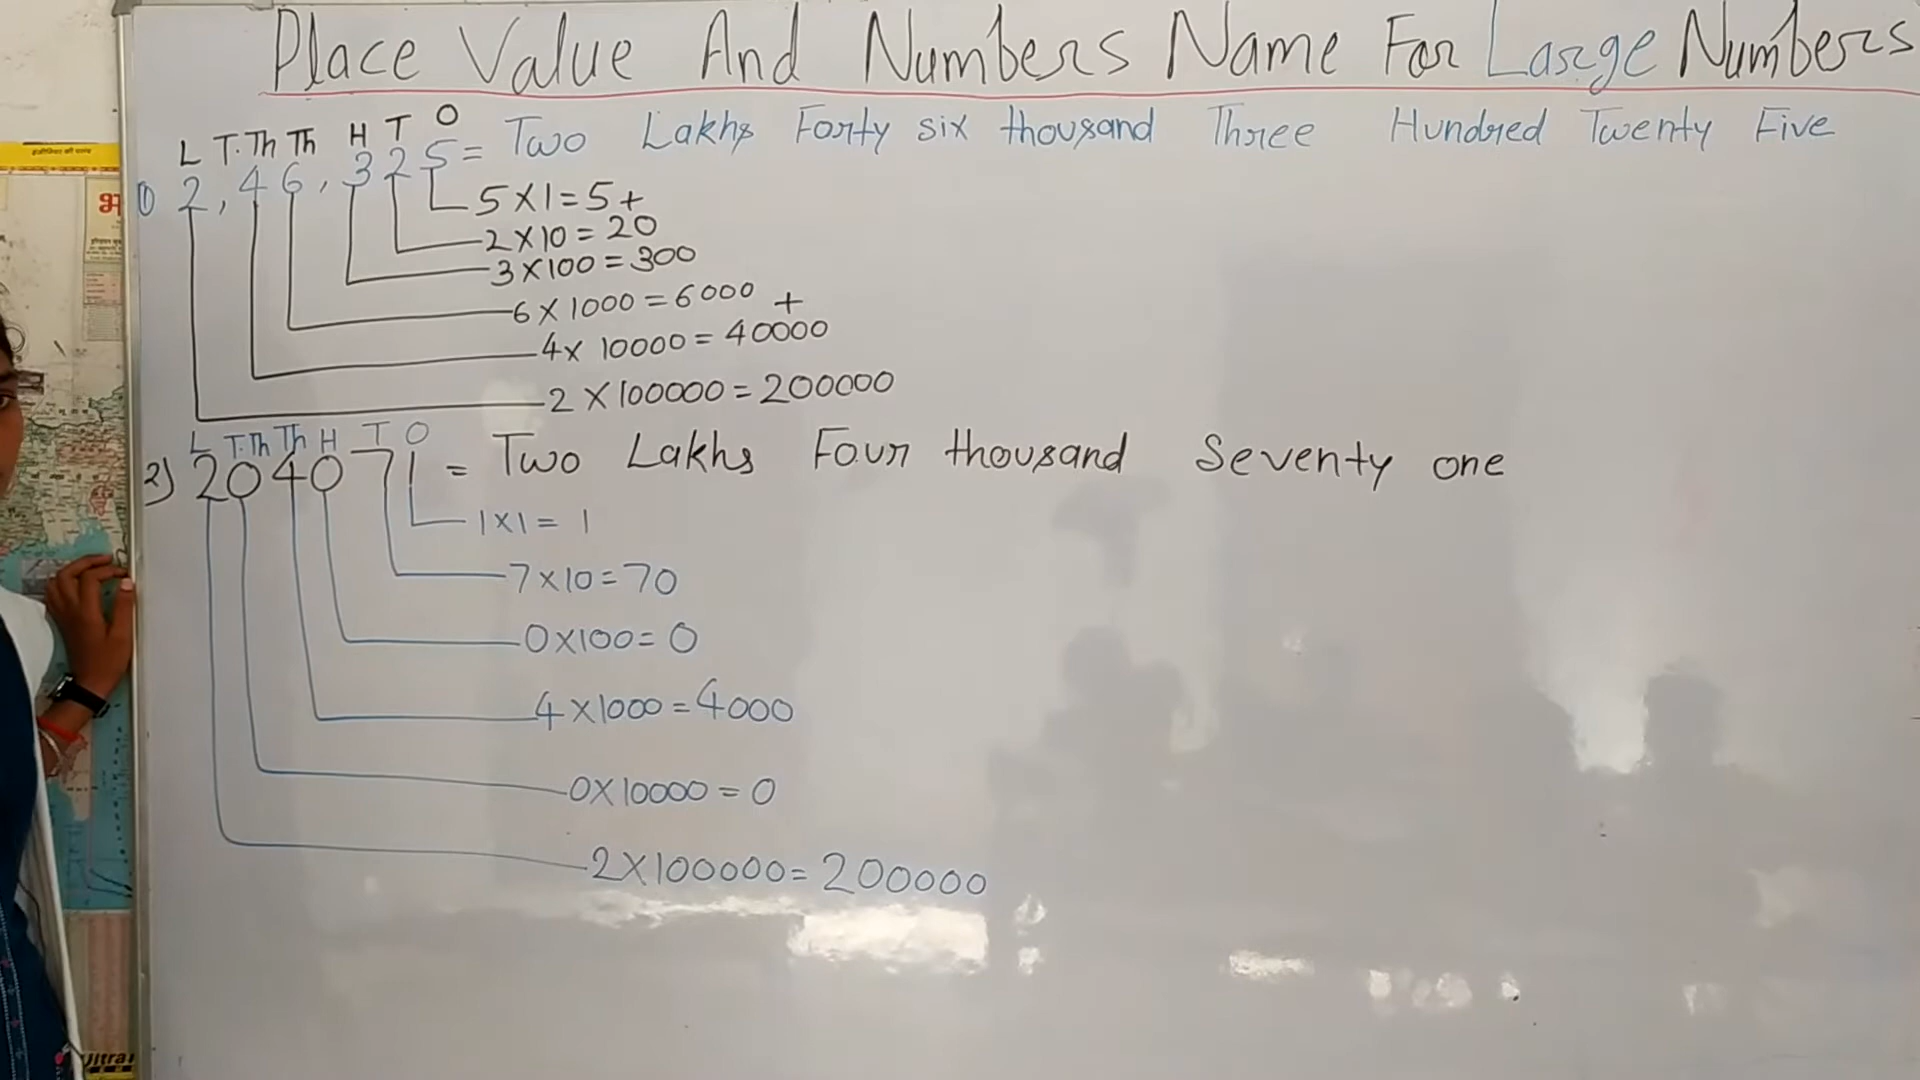 Place Value And Numbers Name For Large Numbers
L T.Th Th H T O
① 2,46,325 = Two Lakhs Forty six thousand Three Hundred Twenty Five
5×1=5+
2×10=20
3×100=300
6×1000=6000 +
4×10000=40000
2×100000=200000
L T.Th Th H T O
2) 204071 = Two Lakhs Four thousand Seventy one
1×1=1
7×10=70
0×100=0
4×1000=4000
0×10000=0
2×100000=200000
Ultra